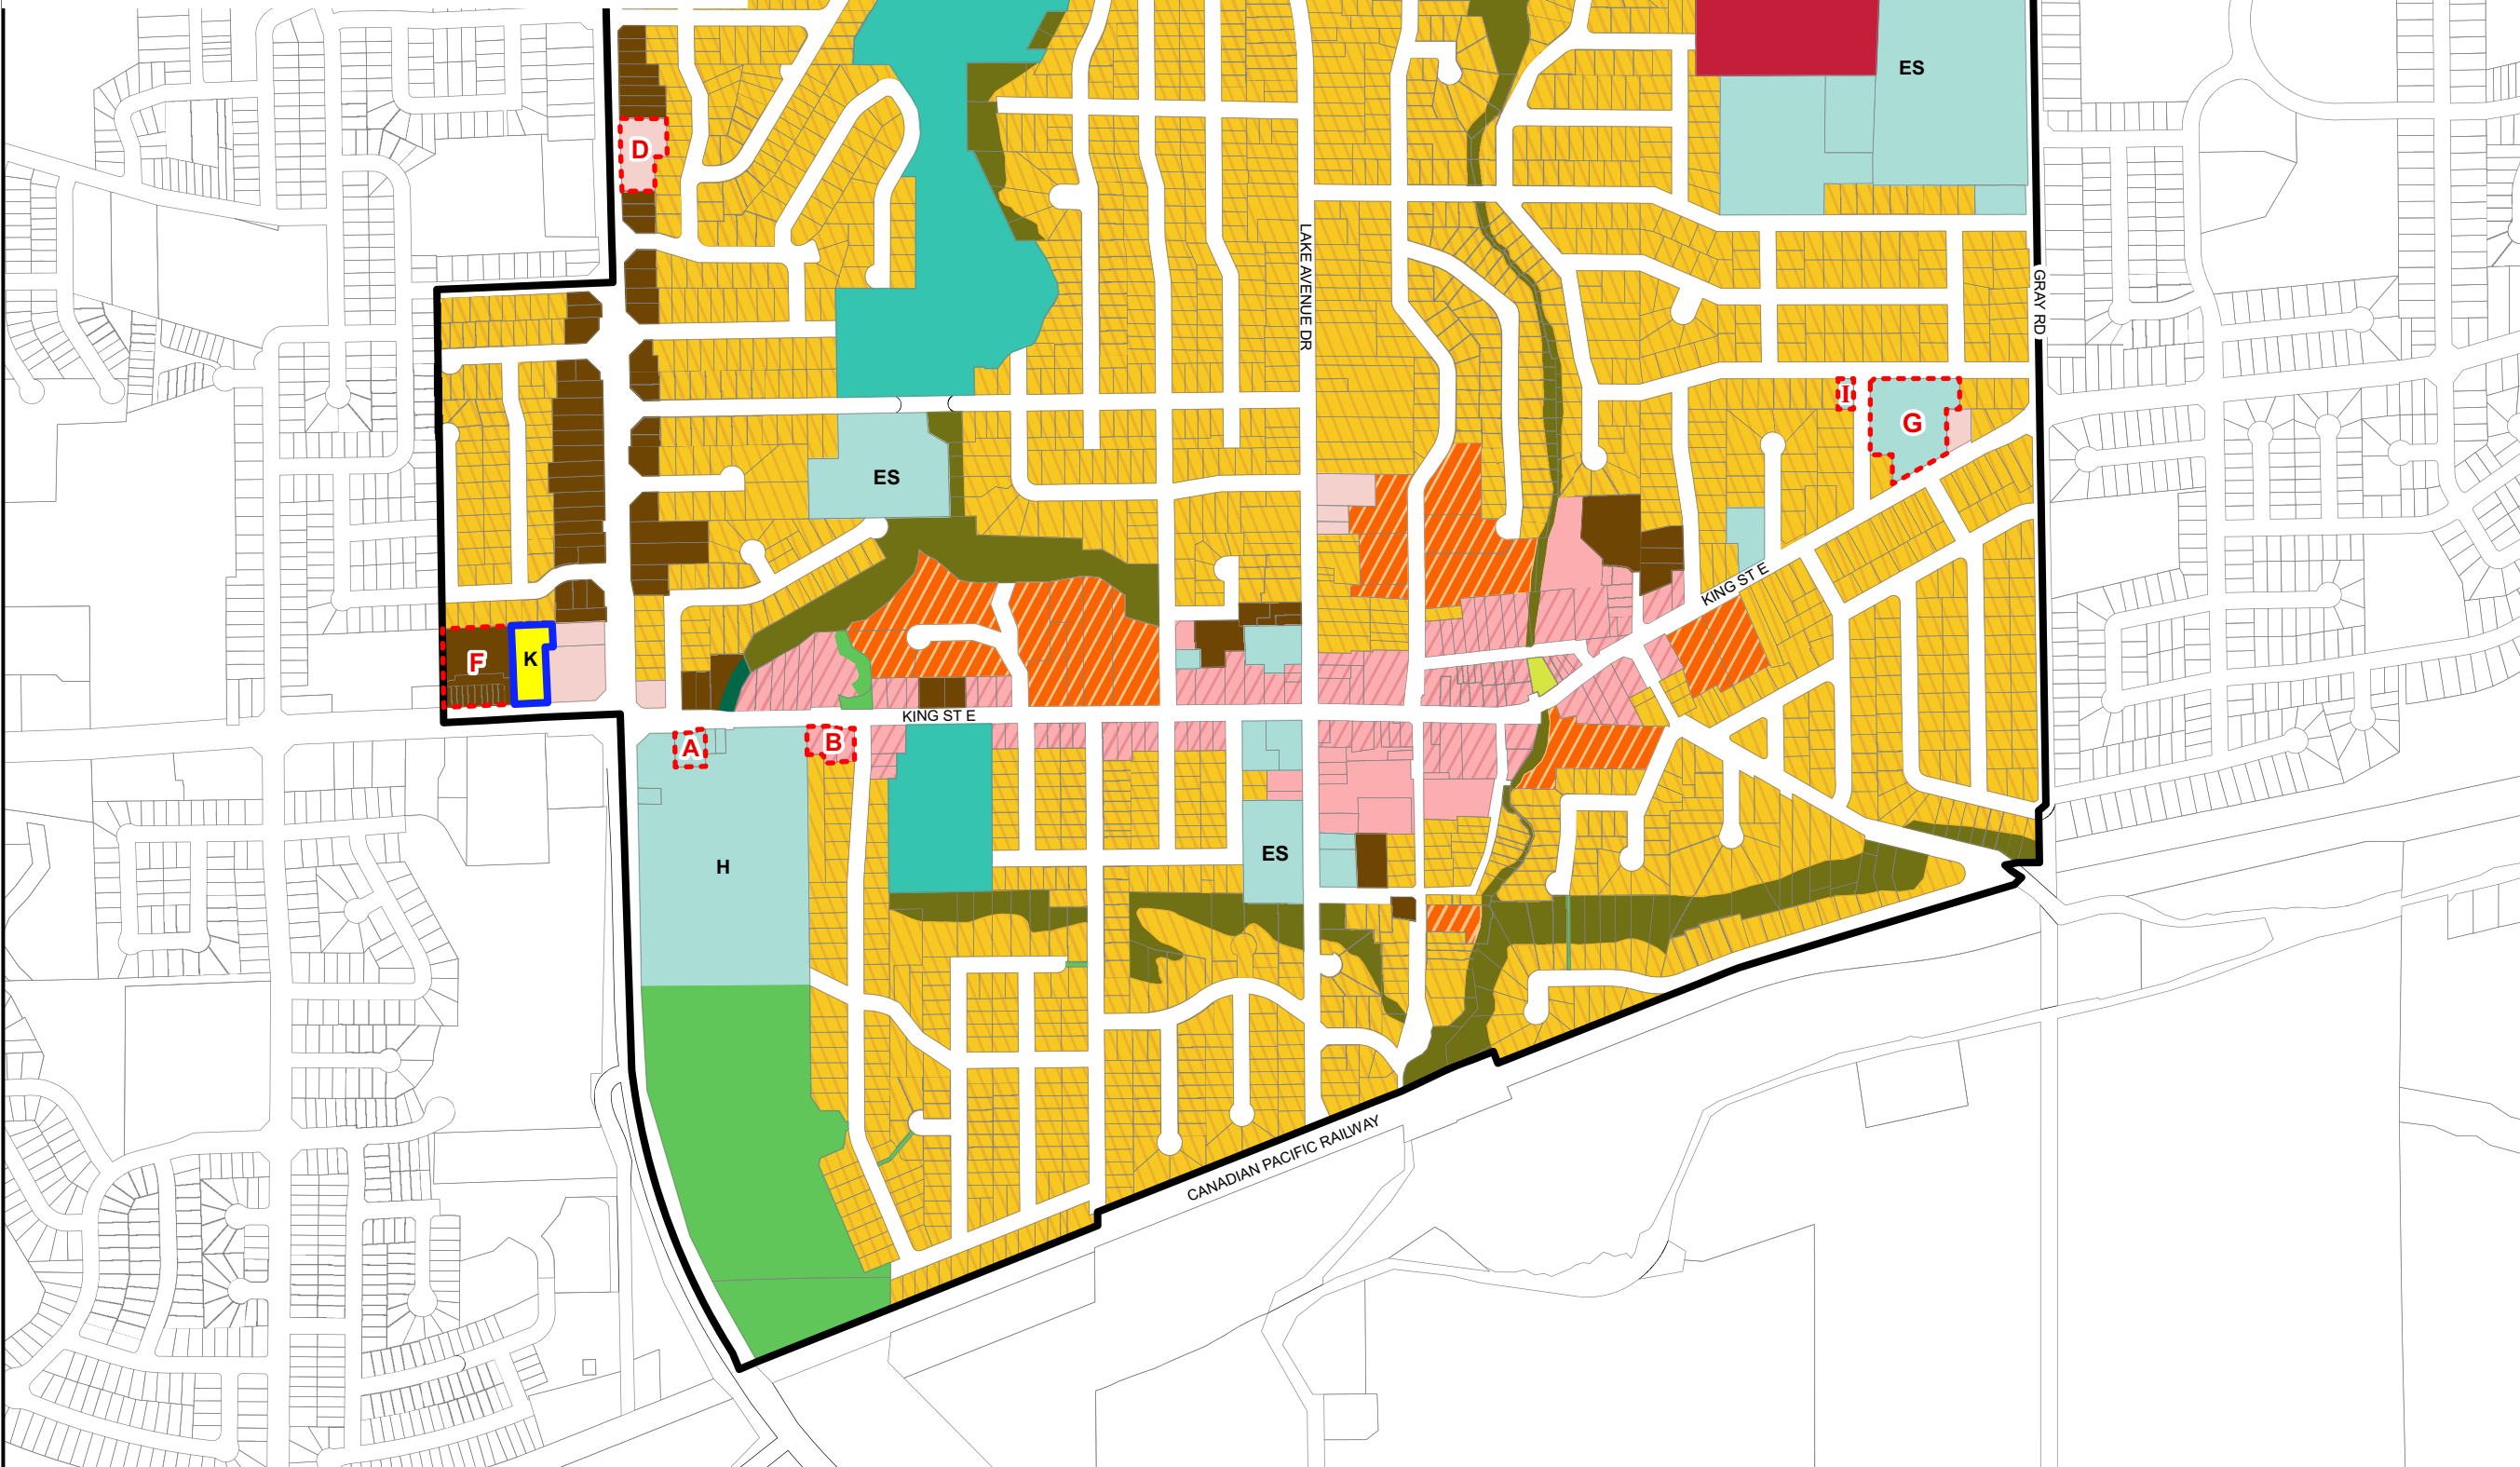 ES
D
LAKE AVENUE DR
GRAY RD
I
G
ES
KING ST E
F
K
KING ST E
A
B
H
ES
CANADIAN PACIFIC RAILWAY